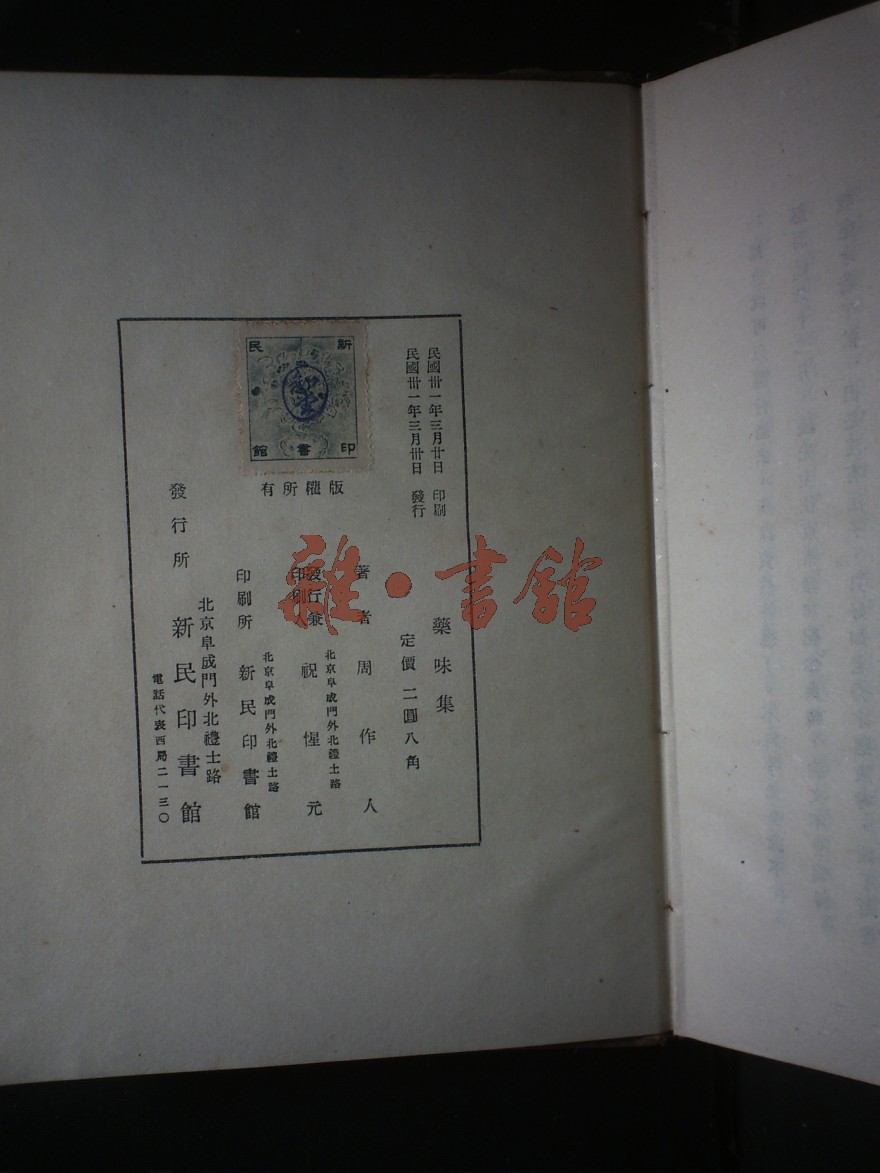 民國卅一年三月廿日　印刷
民國卅一年三月卅日　發行
藥味集
定價二圓八角
著者　周作人
發行兼
印刷人
北京阜成門外北禮士路
祝惺元
北京阜成門外北禮士路
印刷所　新民印書館
北京阜成門外北禮士路
發行所　新民印書館
電話代表西局二一三〇
新民
印書館
版權所有
雜·書館